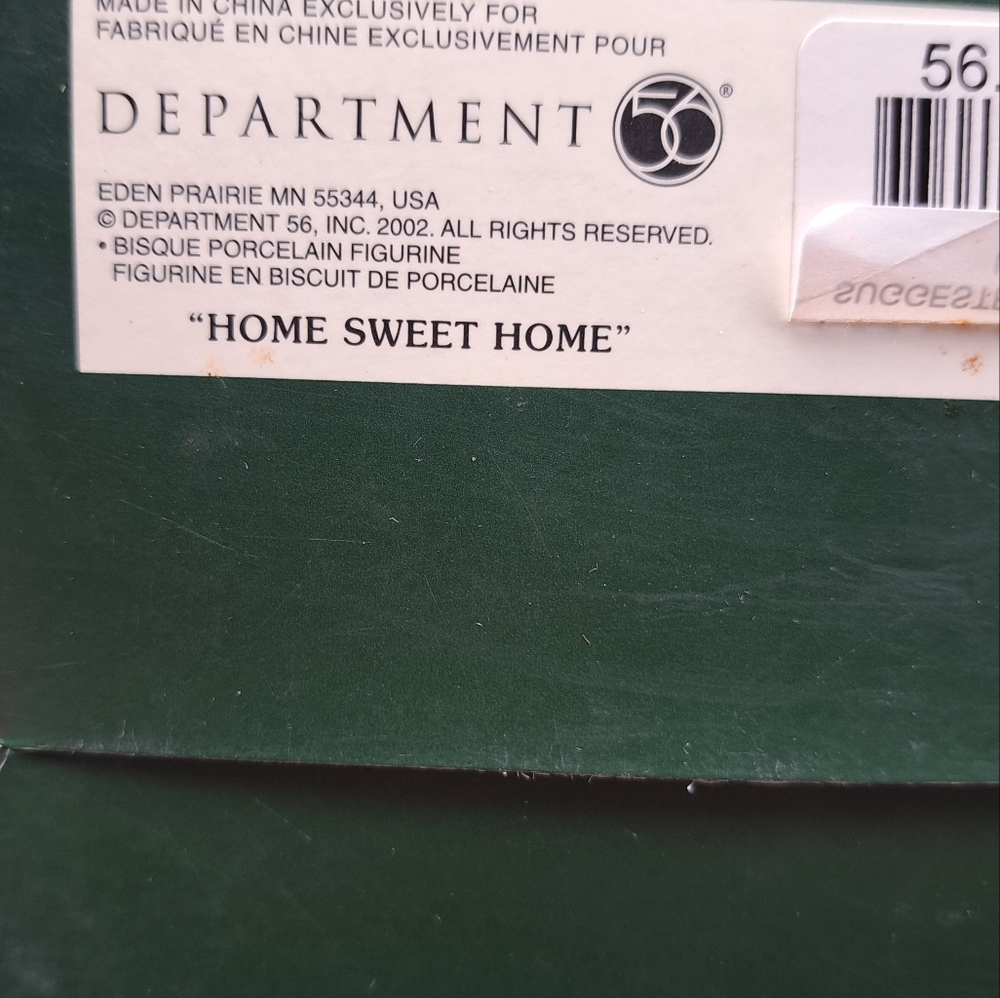 MADE IN CHINA EXCLUSIVELY FOR
FABRIQUÉ EN CHINE EXCLUSIVEMENT POUR
DEPARTMENT 56®
EDEN PRAIRIE MN 55344, USA
© DEPARTMENT 56, INC. 2002. ALL RIGHTS RESERVED.
• BISQUE PORCELAIN FIGURINE
FIGURINE EN BISCUIT DE PORCELAINE
“HOME SWEET HOME”
56.